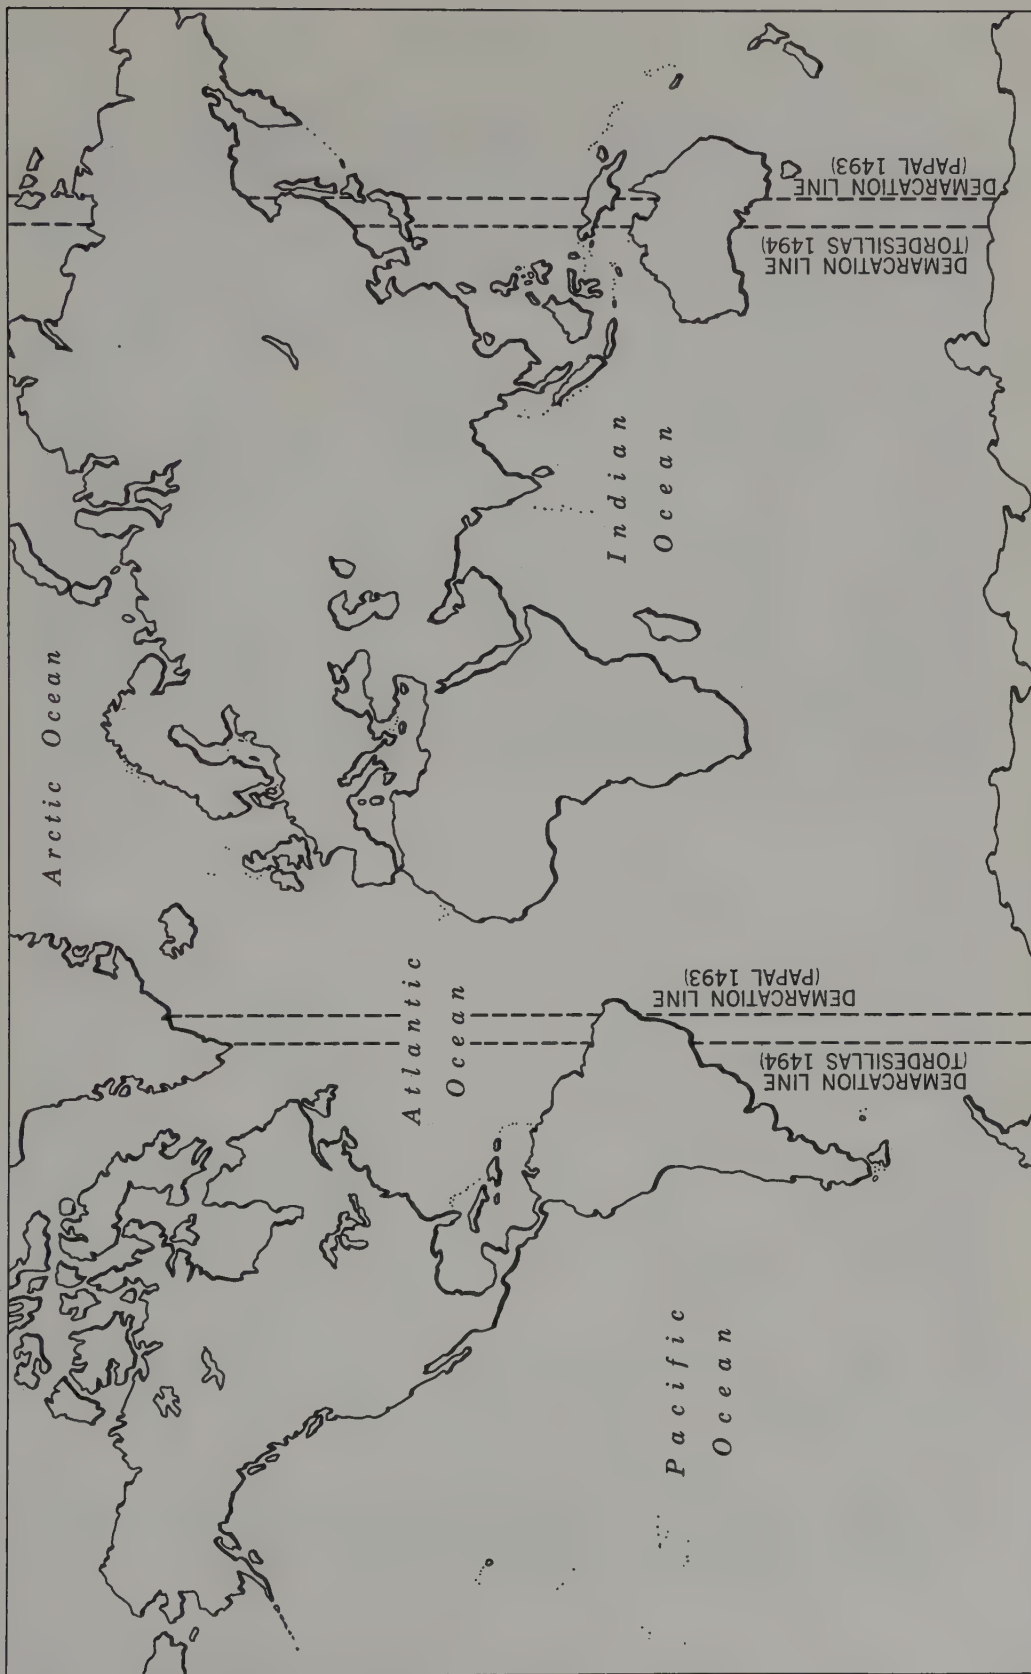 Arctic Ocean
Atlantic
Ocean
Pacific
Ocean
Indian
Ocean
DEMARCATION LINE
(PAPAL 1493)
DEMARCATION LINE
(TORDESILLAS 1494)
DEMARCATION LINE
(PAPAL 1493)
DEMARCATION LINE
(TORDESILLAS 1494)